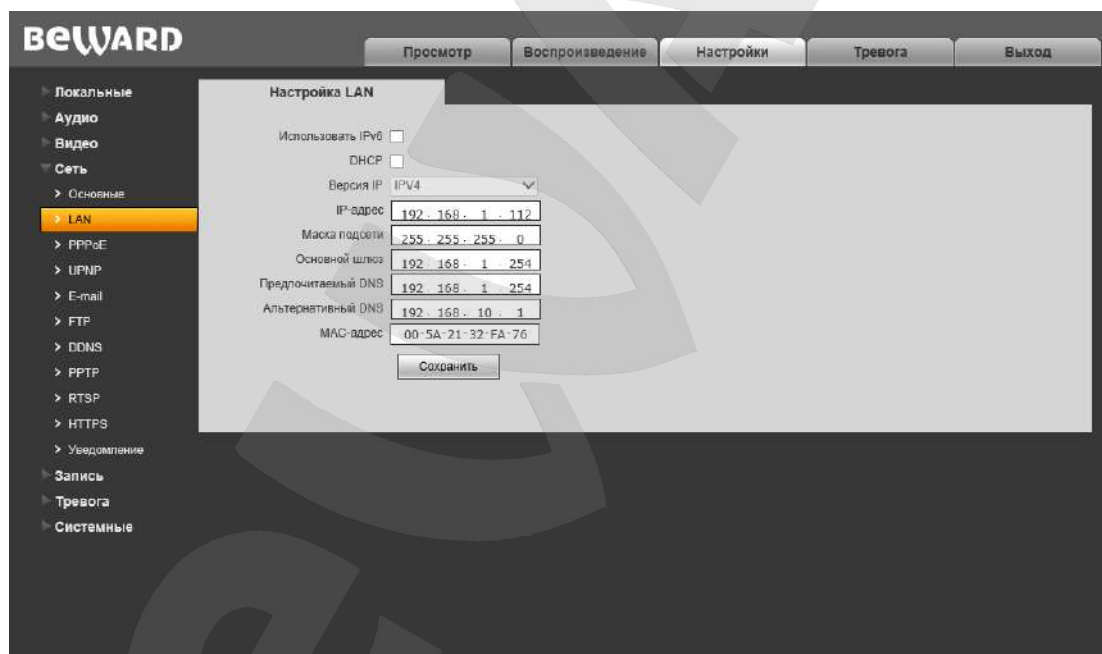 BEWARD
Просмотр Воспроизведение Настройки Тревога Выход
Локальные
Аудио
Видео
Сеть
Основные
LAN
PPPoE
UPNP
E-mail
FTP
DDNS
PPTP
RTSP
HTTPS
Уведомление
Запись
Тревога
Системные
Настройка LAN
Использовать IPv6
DHCP
Версия IP IPV4
IP-адрес 192. 168. 1 . 112
Маска подсети 255. 255. 255. 0
Основной шлюз 192. 168. 1 . 254
Предпочитаемый DNS 192. 168. 1 . 254
Альтернативный DNS 192. 168. 10 . 1
MAC-адрес 00-5A-21-32-FA-76
Сохранить